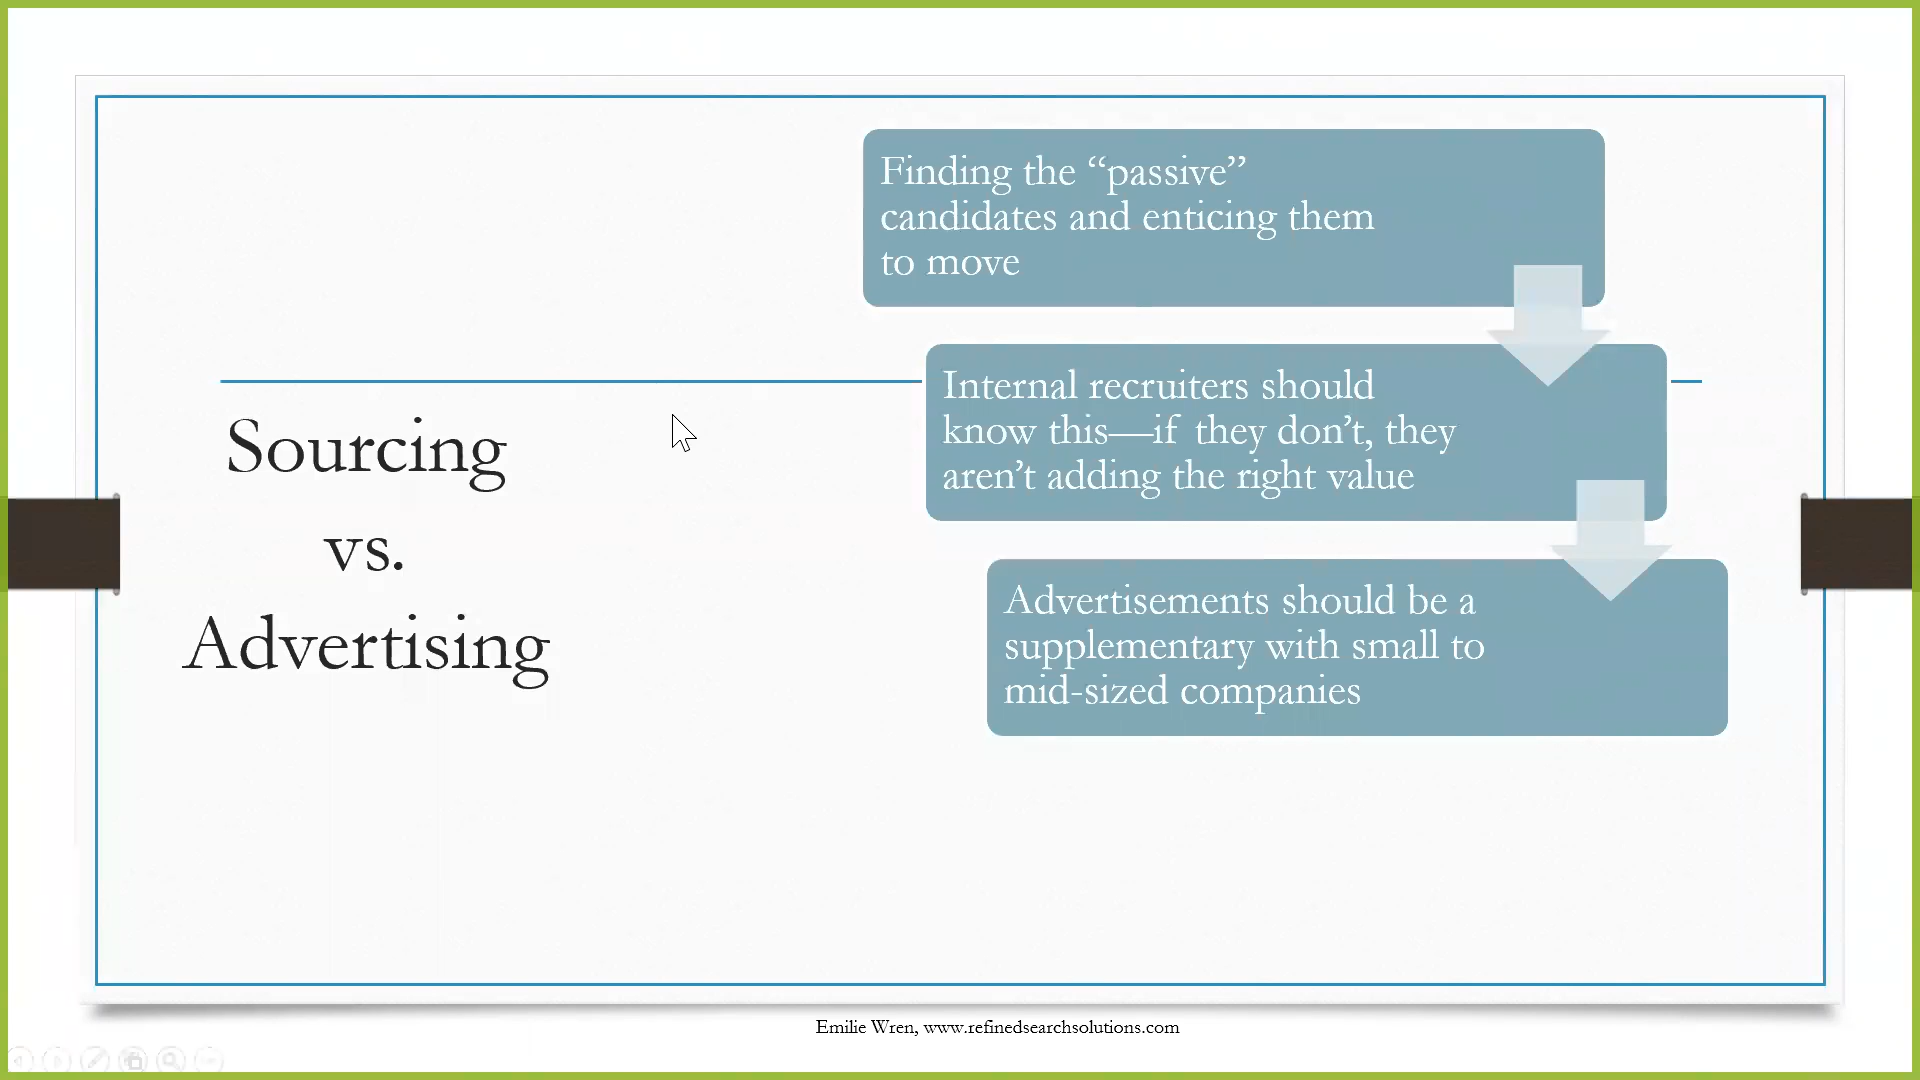 Sourcing
vs.
Advertising
Finding the “passive”
candidates and enticing them
to move
Internal recruiters should
know this—if they don’t, they
aren’t adding the right value
Advertisements should be a
supplementary with small to
mid-sized companies
Emilie Wren, www.refinedsearchsolutions.com